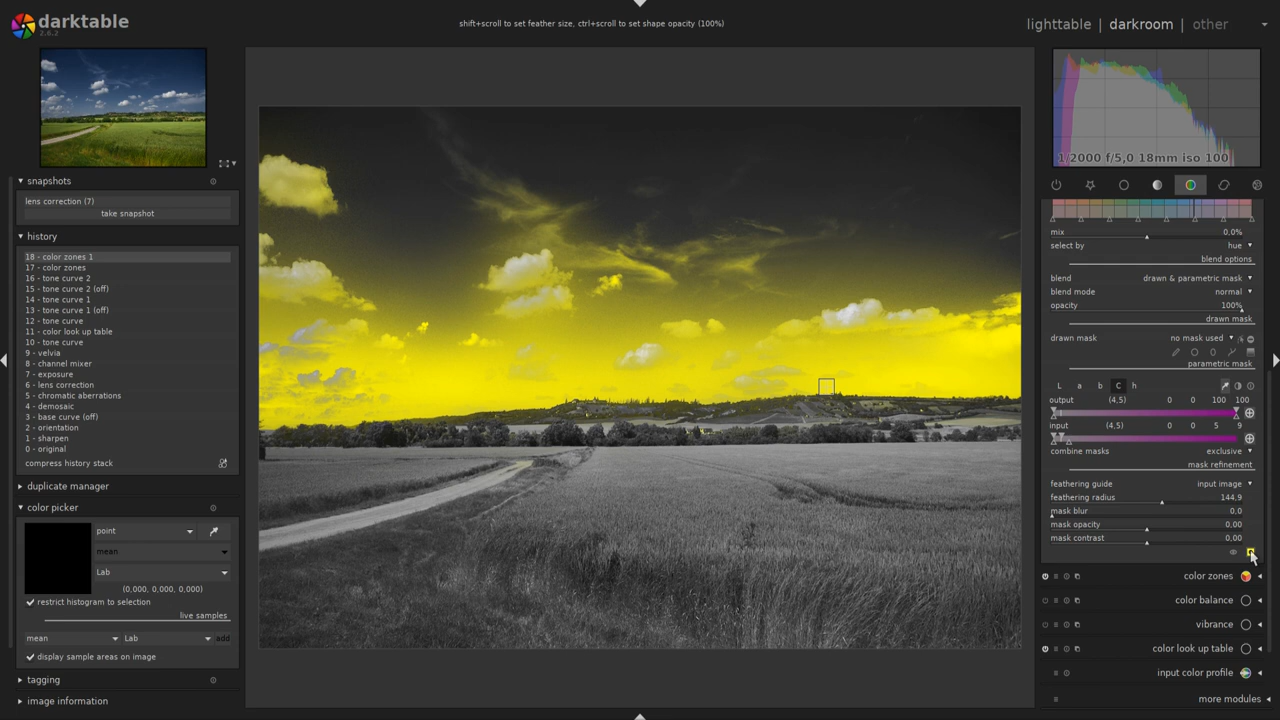 darktable
2.6.2
shift+scroll to set feather size, ctrl+scroll to set shape opacity (100%)
lighttable | darkroom | other
1/2000 f/5,0 18mm iso 100
snapshots
lens correction (7)
take snapshot
history
18 - color zones 1
17 - color zones
16 - tone curve 2
15 - tone curve 2 (off)
14 - tone curve 1
13 - tone curve 1 (off)
12 - tone curve
11 - color look up table
10 - tone curve
9 - velvia
8 - channel mixer
7 - exposure
6 - lens correction
5 - chromatic aberrations
4 - demosaic
3 - base curve (off)
2 - orientation
1 - sharpen
0 - original
compress history stack
duplicate manager
color picker
point
mean
Lab
(0,000, 0,000, 0,000)
restrict histogram to selection
live samples
mean Lab add
display sample areas on image
tagging
image information
mix 0,0%
select by hue
blend options
blend drawn & parametric mask
blend mode normal
opacity 100%
drawn mask
drawn mask no mask used
parametric mask
L a b C h
output (4,5) 0 0 100 100
input (4,5) 0 0 5 9
combine masks exclusive
mask refinement
feathering guide input image
feathering radius 144,9
mask blur 0,0
mask opacity 0,00
mask contrast 0,00
color zones
color balance
vibrance
color look up table
input color profile
more modules